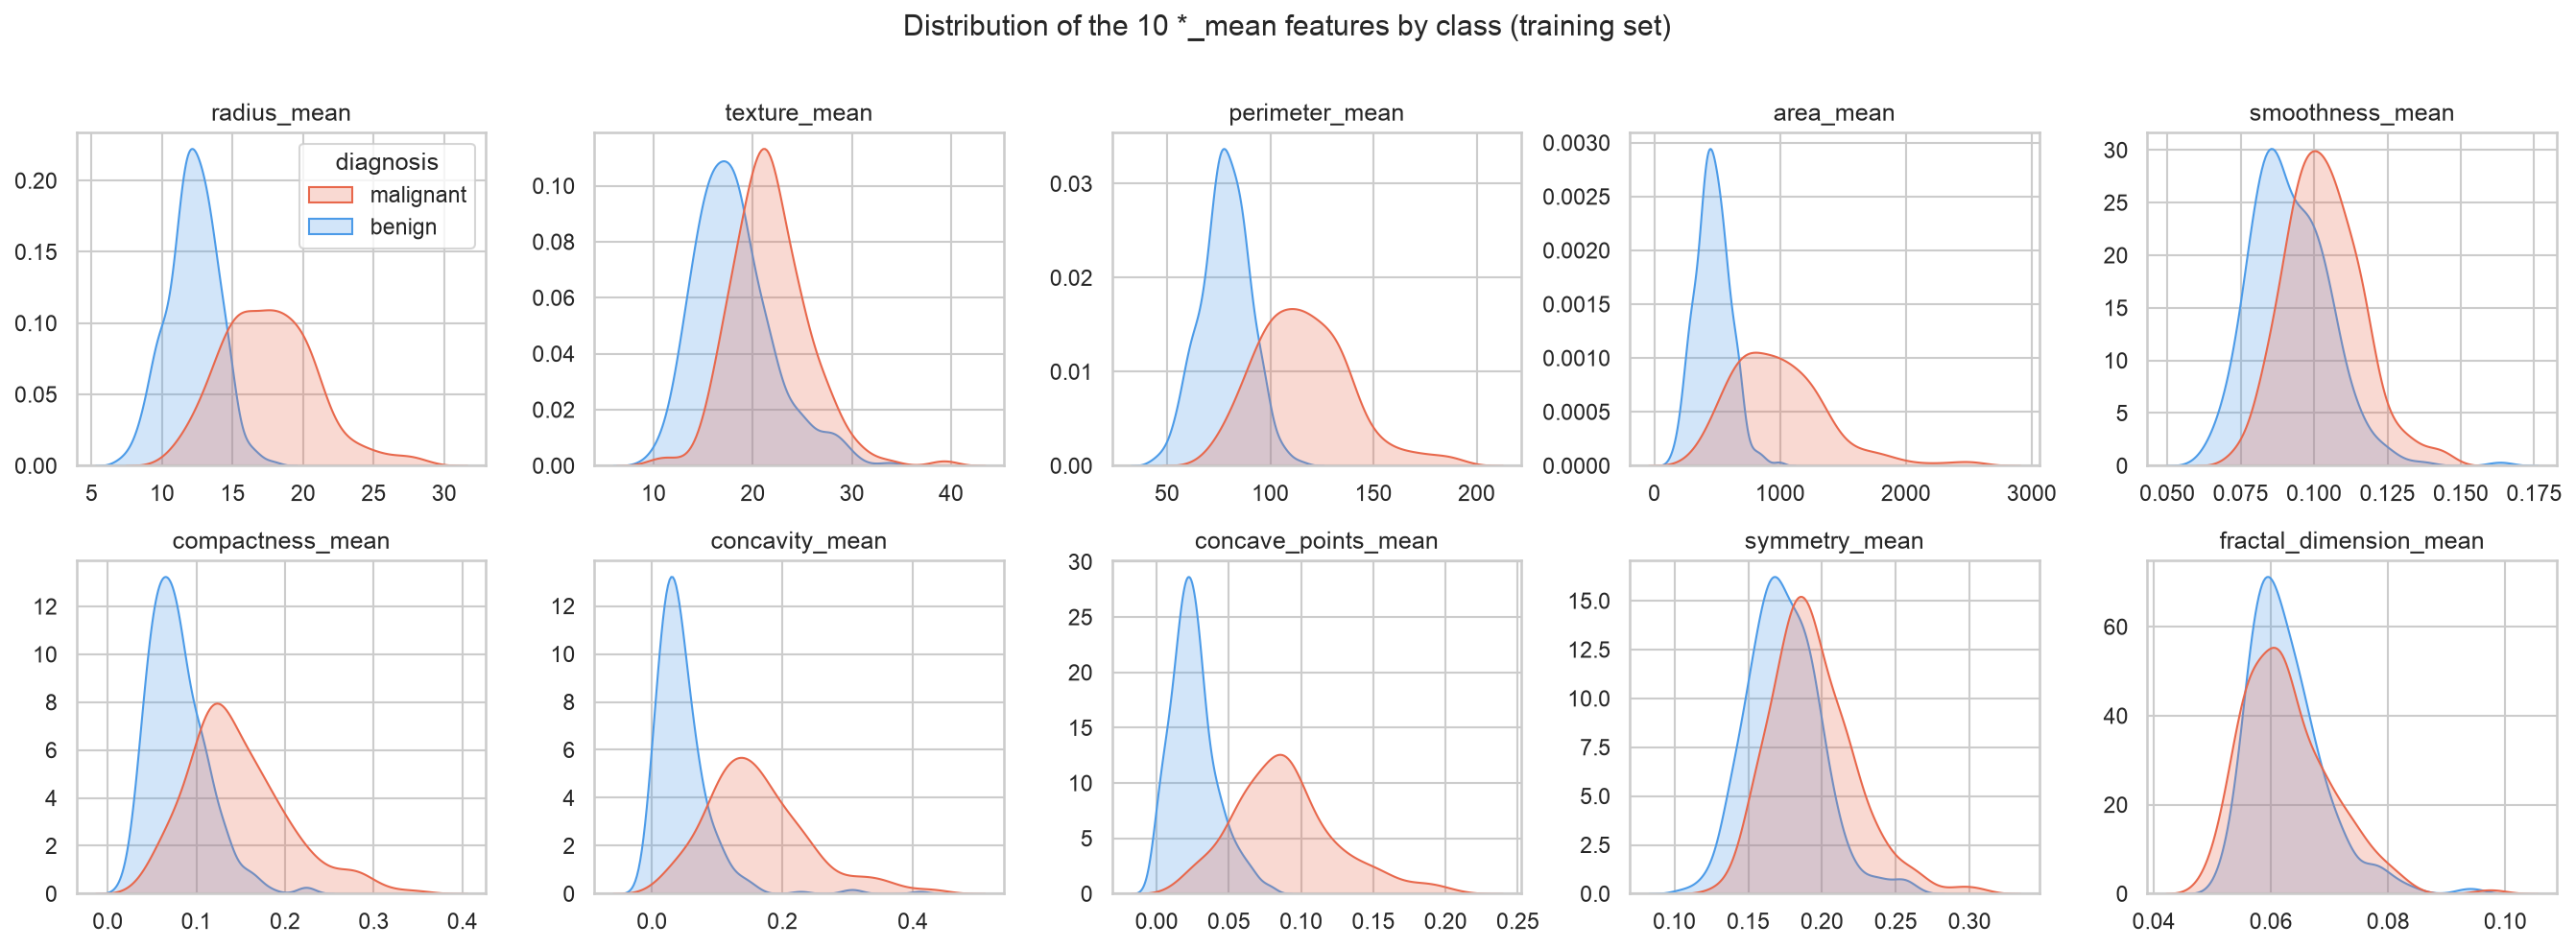 Distribution of the 10 *_mean features by class (training set)
radius_mean
diagnosis
malignant
benign
0.20
0.15
0.10
0.05
0.00
5 10 15 20 25 30
texture_mean
0.10
0.08
0.06
0.04
0.02
0.00
10 20 30 40
perimeter_mean
0.03
0.02
0.01
0.00
50 100 150 200
area_mean
0.0030
0.0025
0.0020
0.0015
0.0010
0.0005
0.0000
0 1000 2000 3000
smoothness_mean
30
25
20
15
10
5
0
0.050 0.075 0.100 0.125 0.150 0.175
compactness_mean
12
10
8
6
4
2
0
0.0 0.1 0.2 0.3 0.4
concavity_mean
12
10
8
6
4
2
0
0.0 0.2 0.4
concave_points_mean
30
25
20
15
10
5
0
0.00 0.05 0.10 0.15 0.20 0.25
symmetry_mean
15.0
12.5
10.0
7.5
5.0
2.5
0.0
0.10 0.15 0.20 0.25 0.30
fractal_dimension_mean
60
40
20
0
0.04 0.06 0.08 0.10